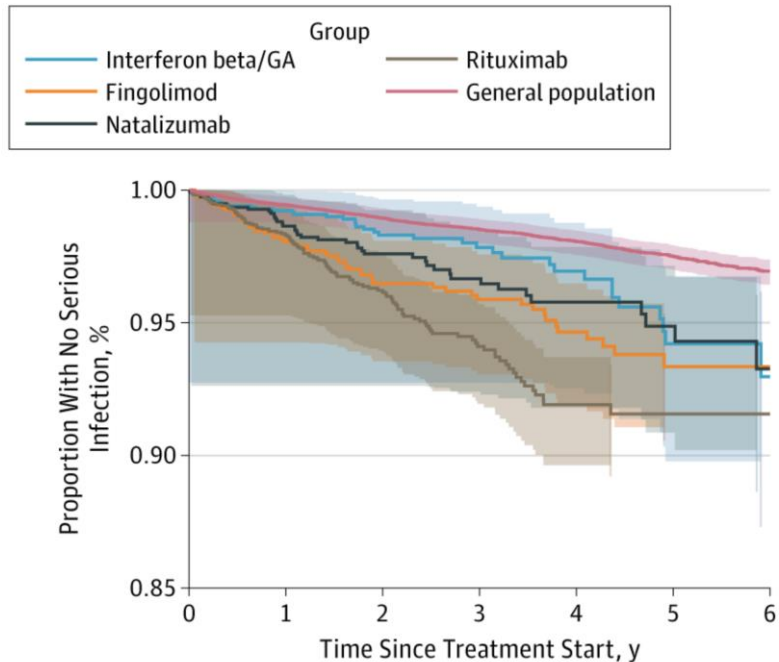 Group
Interferon beta/GA
Rituximab
Fingolimod
General population
Natalizumab
1.00
0.95
0.90
0.85
Proportion With No Serious
Infection, %
0 1 2 3 4 5 6
Time Since Treatment Start, y